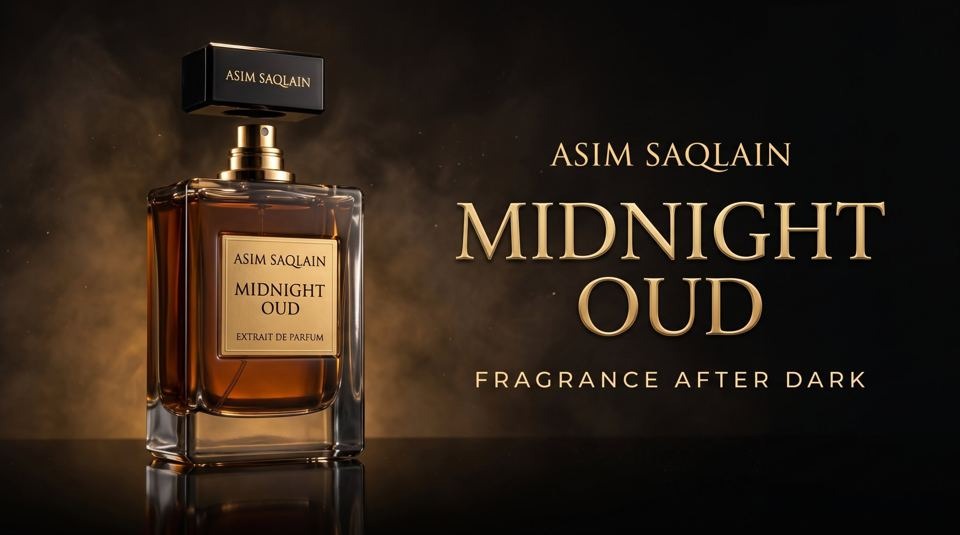 ASIM SAQLAIN
ASIM SAQLAIN
MIDNIGHT
OUD
EXTRAIT DE PARFUM
ASIM SAQLAIN
MIDNIGHT
OUD
FRAGRANCE AFTER DARK